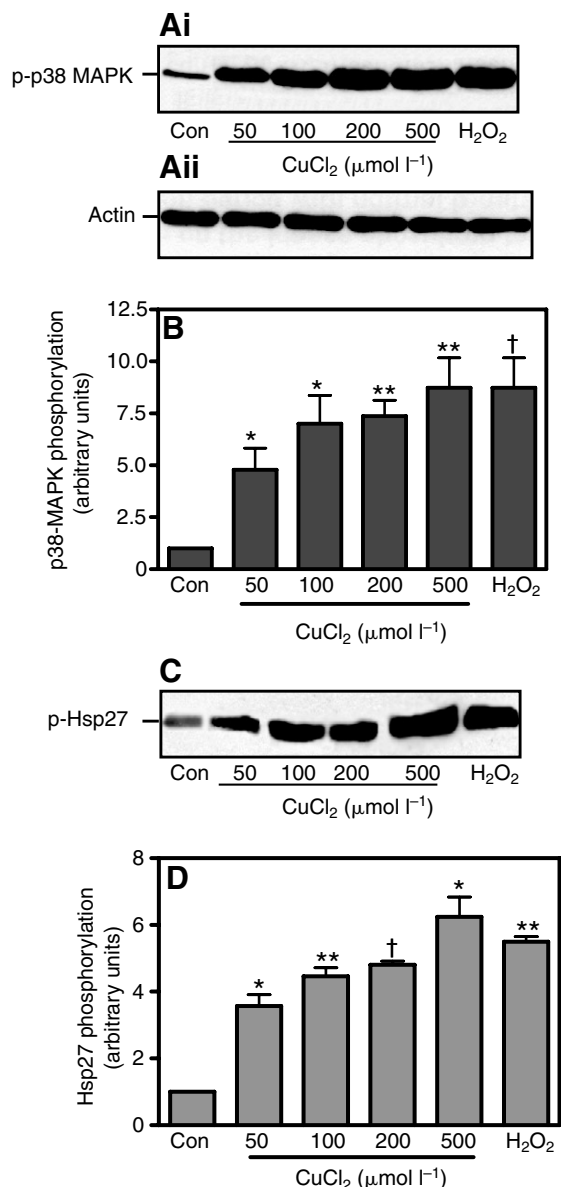 Ai
p-p38 MAPK
Con 50 100 200 500 H₂O₂
CuCl₂ (μmol l⁻¹)
Aii
Actin
B
p38-MAPK phosphorylation
(arbitrary units)
12.5
10.0
7.5
5.0
2.5
0
* * ** ** †
Con 50 100 200 500 H₂O₂
CuCl₂ (μmol l⁻¹)
C
p-Hsp27
Con 50 100 200 500 H₂O₂
CuCl₂ (μmol l⁻¹)
D
Hsp27 phosphorylation
(arbitrary units)
8
6
4
2
0
* ** † * **
Con 50 100 200 500 H₂O₂
CuCl₂ (μmol l⁻¹)